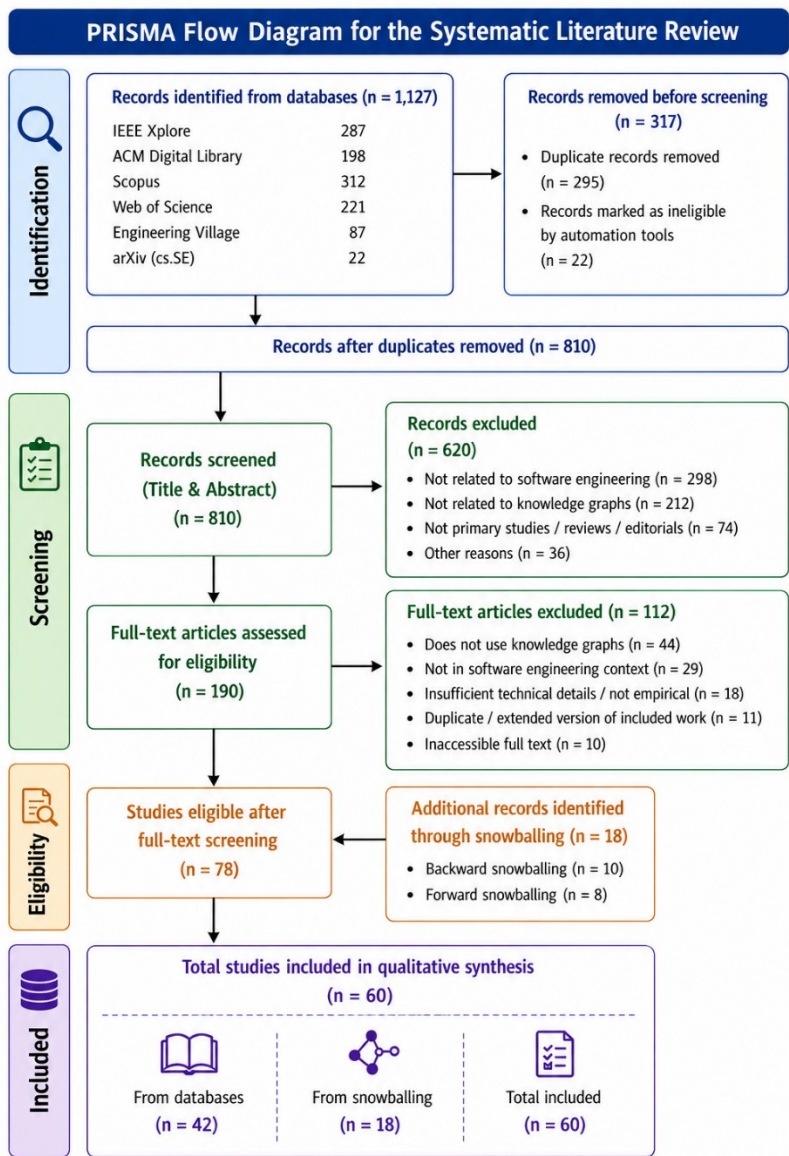 PRISMA Flow Diagram for the Systematic Literature Review
Identification
Records identified from databases (n = 1,127)
IEEE Xplore 287
ACM Digital Library 198
Scopus 312
Web of Science 221
Engineering Village 87
arXiv (cs.SE) 22
Records removed before screening
(n = 317)
• Duplicate records removed
(n = 295)
• Records marked as ineligible
by automation tools
(n = 22)
Records after duplicates removed (n = 810)
Screening
Records screened
(Title & Abstract)
(n = 810)
Records excluded
(n = 620)
• Not related to software engineering (n = 298)
• Not related to knowledge graphs (n = 212)
• Not primary studies / reviews / editorials (n = 74)
• Other reasons (n = 36)
Full-text articles assessed
for eligibility
(n = 190)
Full-text articles excluded (n = 112)
• Does not use knowledge graphs (n = 44)
• Not in software engineering context (n = 29)
• Insufficient technical details / not empirical (n = 18)
• Duplicate / extended version of included work (n = 11)
• Inaccessible full text (n = 10)
Eligibility
Studies eligible after
full-text screening
(n = 78)
Additional records identified
through snowballing (n = 18)
• Backward snowballing (n = 10)
• Forward snowballing (n = 8)
Included
Total studies included in qualitative synthesis
(n = 60)
From databases
(n = 42)
From snowballing
(n = 18)
Total included
(n = 60)